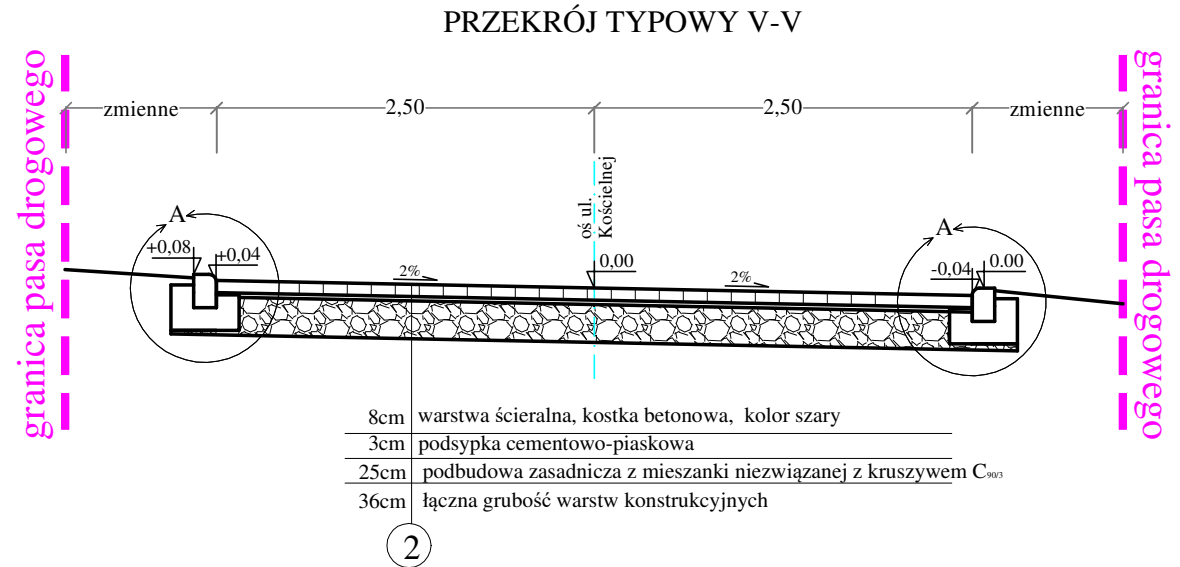 PRZEKRÓJ TYPOWY V-V
granica pasa drogowego
granica pasa drogowego
zmienne
2,50
2,50
zmienne
oś ul.
Kościelnej
A
A
+0,08
+0,04
2%
0,00
2%
-0,04
0.00
8cm warstwa ścieralna, kostka betonowa, kolor szary
3cm podsypka cementowo-piaskowa
25cm podbudowa zasadnicza z mieszanki niezwiązanej z kruszywem C90/3
36cm łączna grubość warstw konstrukcyjnych
2